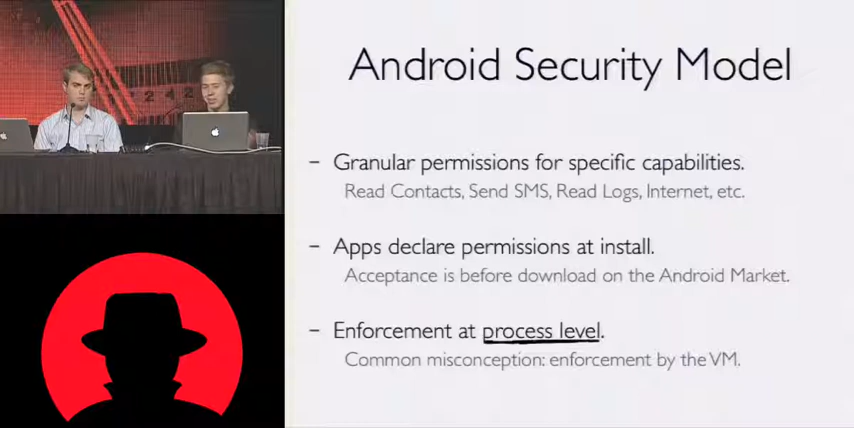 Android Security Model
- Granular permissions for specific capabilities.
Read Contacts, Send SMS, Read Logs, Internet, etc.
- Apps declare permissions at install.
Acceptance is before download on the Android Market.
- Enforcement at process level.
Common misconception: enforcement by the VM.